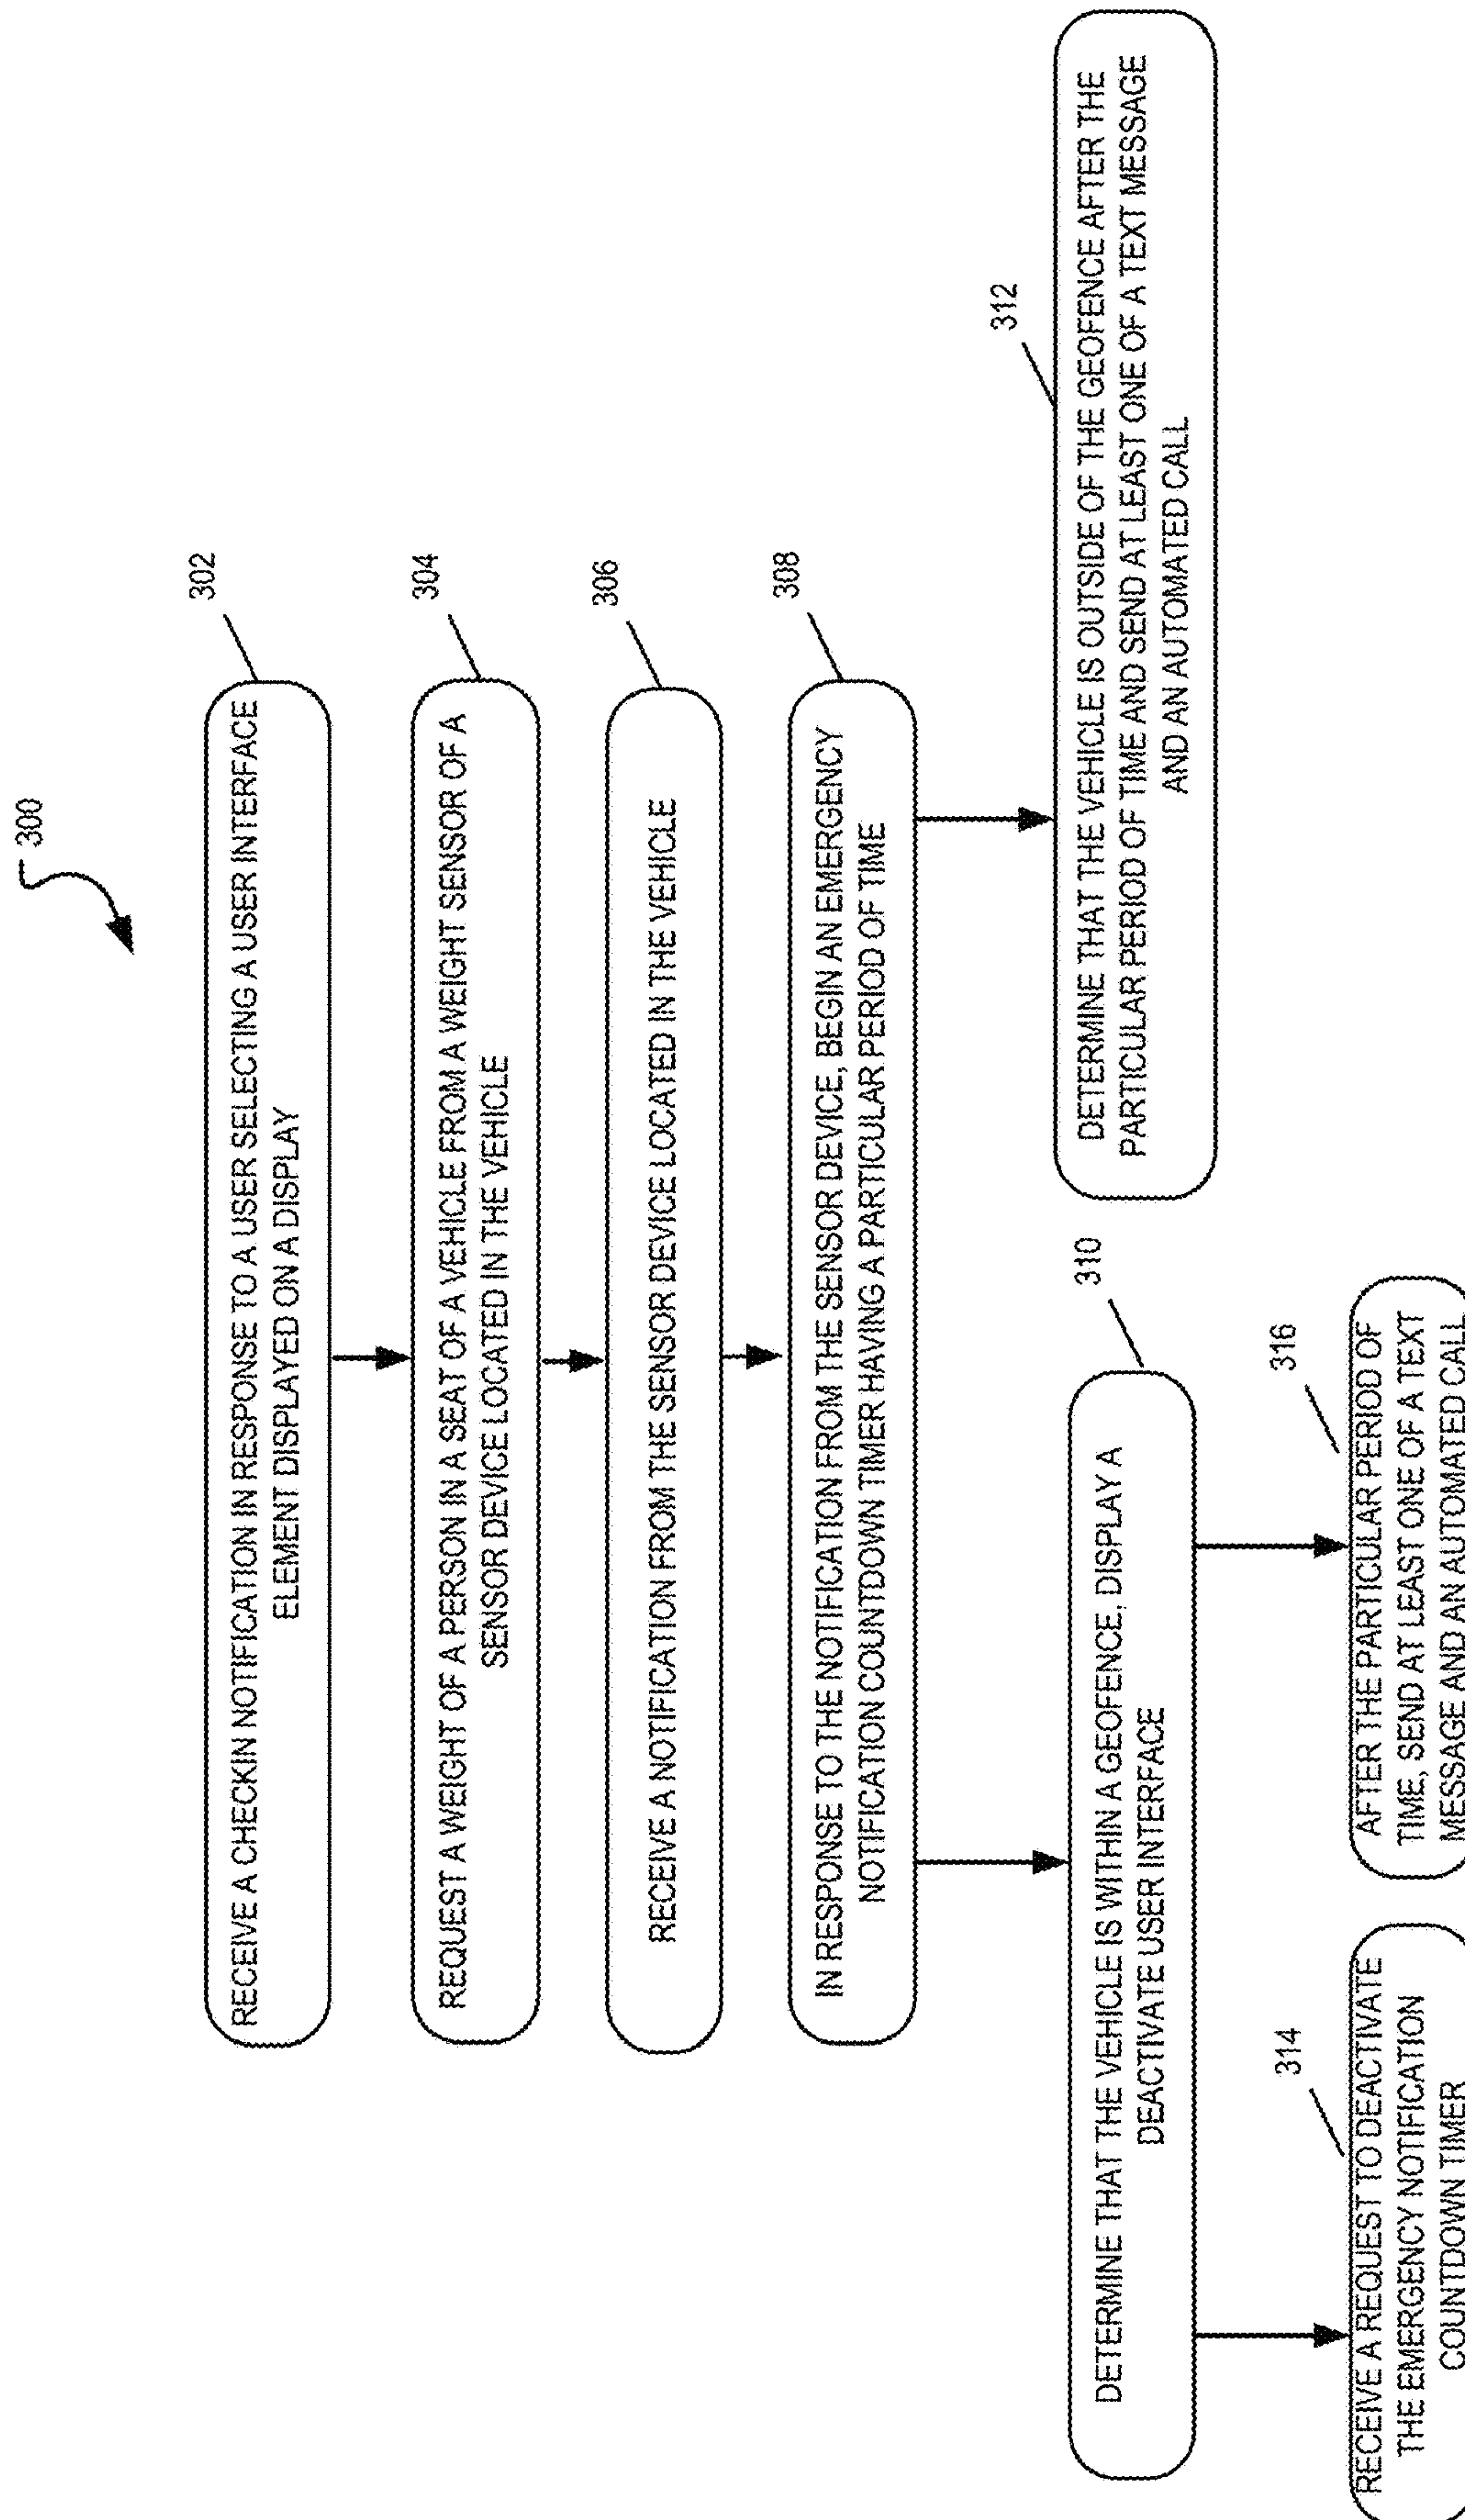 300
302
RECEIVE A CHECKIN NOTIFICATION IN RESPONSE TO A USER SELECTING A USER INTERFACE
ELEMENT DISPLAYED ON A DISPLAY
304
REQUEST A WEIGHT OF A PERSON IN A SEAT OF A VEHICLE FROM A WEIGHT SENSOR OF A
SENSOR DEVICE LOCATED IN THE VEHICLE
306
RECEIVE A NOTIFICATION FROM THE SENSOR DEVICE LOCATED IN THE VEHICLE
308
IN RESPONSE TO THE NOTIFICATION FROM THE SENSOR DEVICE, BEGIN AN EMERGENCY
NOTIFICATION COUNTDOWN TIMER HAVING A PARTICULAR PERIOD OF TIME
310
DETERMINE THAT THE VEHICLE IS WITHIN A GEOFENCE, DISPLAY A
DEACTIVATE USER INTERFACE
312
DETERMINE THAT THE VEHICLE IS OUTSIDE OF THE GEOFENCE AFTER THE
PARTICULAR PERIOD OF TIME AND SEND AT LEAST ONE OF A TEXT MESSAGE
AND AN AUTOMATED CALL
314
RECEIVE A REQUEST TO DEACTIVATE
THE EMERGENCY NOTIFICATION
COUNTDOWN TIMER
316
AFTER THE PARTICULAR PERIOD OF
TIME, SEND AT LEAST ONE OF A TEXT
MESSAGE AND AN AUTOMATED CALL